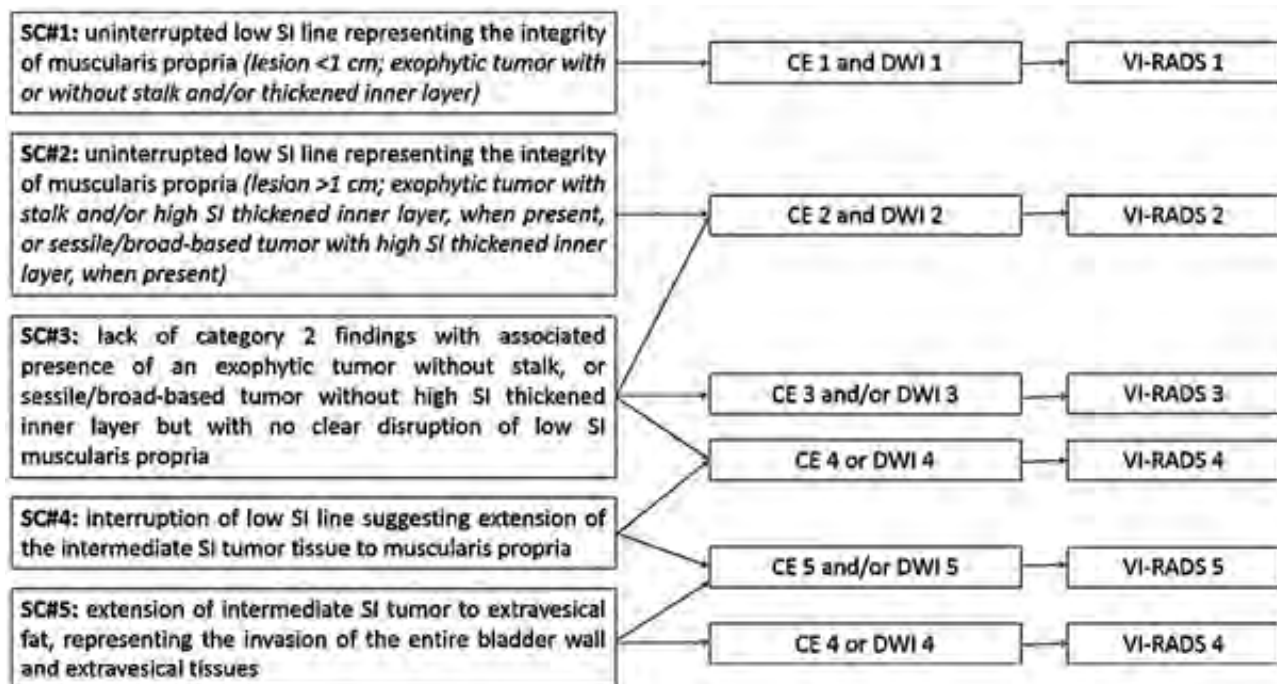 SC#1: uninterrupted low SI line representing the integrity
of muscularis propria (lesion <1 cm; exophytic tumor with
or without stalk and/or thickened inner layer)
CE 1 and DWI 1
VI-RADS 1
SC#2: uninterrupted low SI line representing the integrity
of muscularis propria (lesion >1 cm; exophytic tumor with
stalk and/or high SI thickened inner layer, when present,
or sessile/broad-based tumor with high SI thickened inner
layer, when present)
CE 2 and DWI 2
VI-RADS 2
SC#3: lack of category 2 findings with associated
presence of an exophytic tumor without stalk, or
sessile/broad-based tumor without high SI thickened
inner layer but with no clear disruption of low SI
muscularis propria
CE 3 and/or DWI 3
VI-RADS 3
CE 4 or DWI 4
VI-RADS 4
SC#4: interruption of low SI line suggesting extension of
the intermediate SI tumor tissue to muscularis propria
CE 5 and/or DWI 5
VI-RADS 5
SC#5: extension of intermediate SI tumor to extravesical
fat, representing the invasion of the entire bladder wall
and extravesical tissues
CE 4 or DWI 4
VI-RADS 4